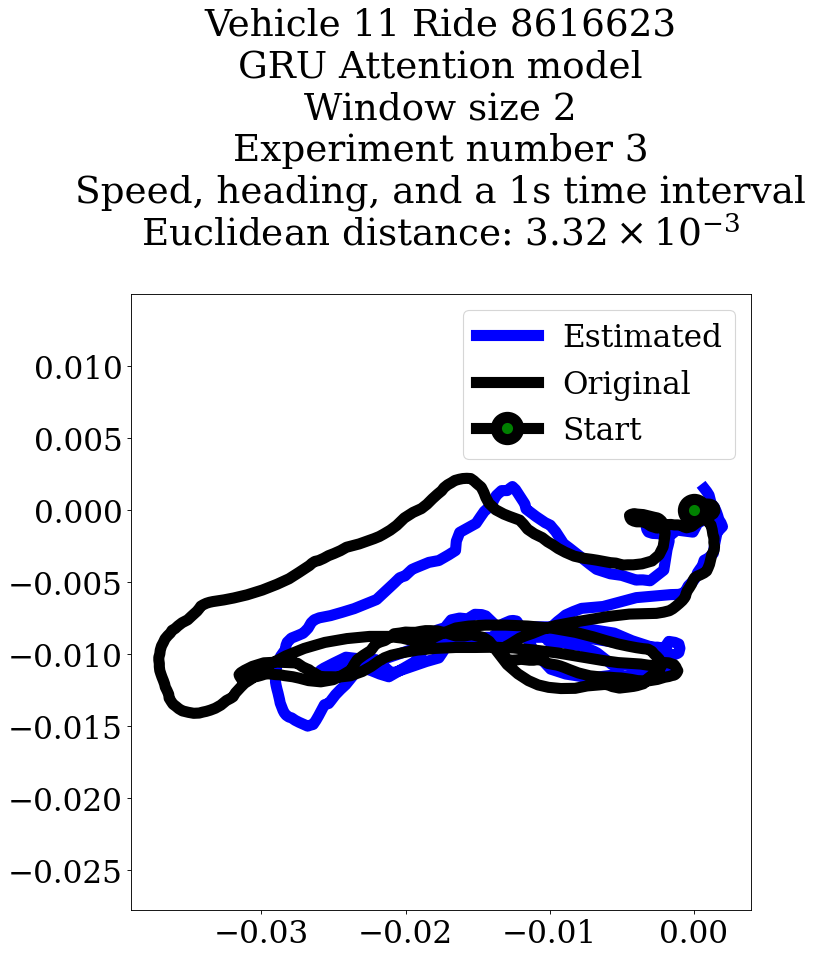 Vehicle 11 Ride 8616623
GRU Attention model
Window size 2
Experiment number 3
Speed, heading, and a 1s time interval
Euclidean distance: 3.32 × 10⁻³
Estimated
Original
Start
0.010
0.005
0.000
−0.005
−0.010
−0.015
−0.020
−0.025
−0.03
−0.02
−0.01
0.00